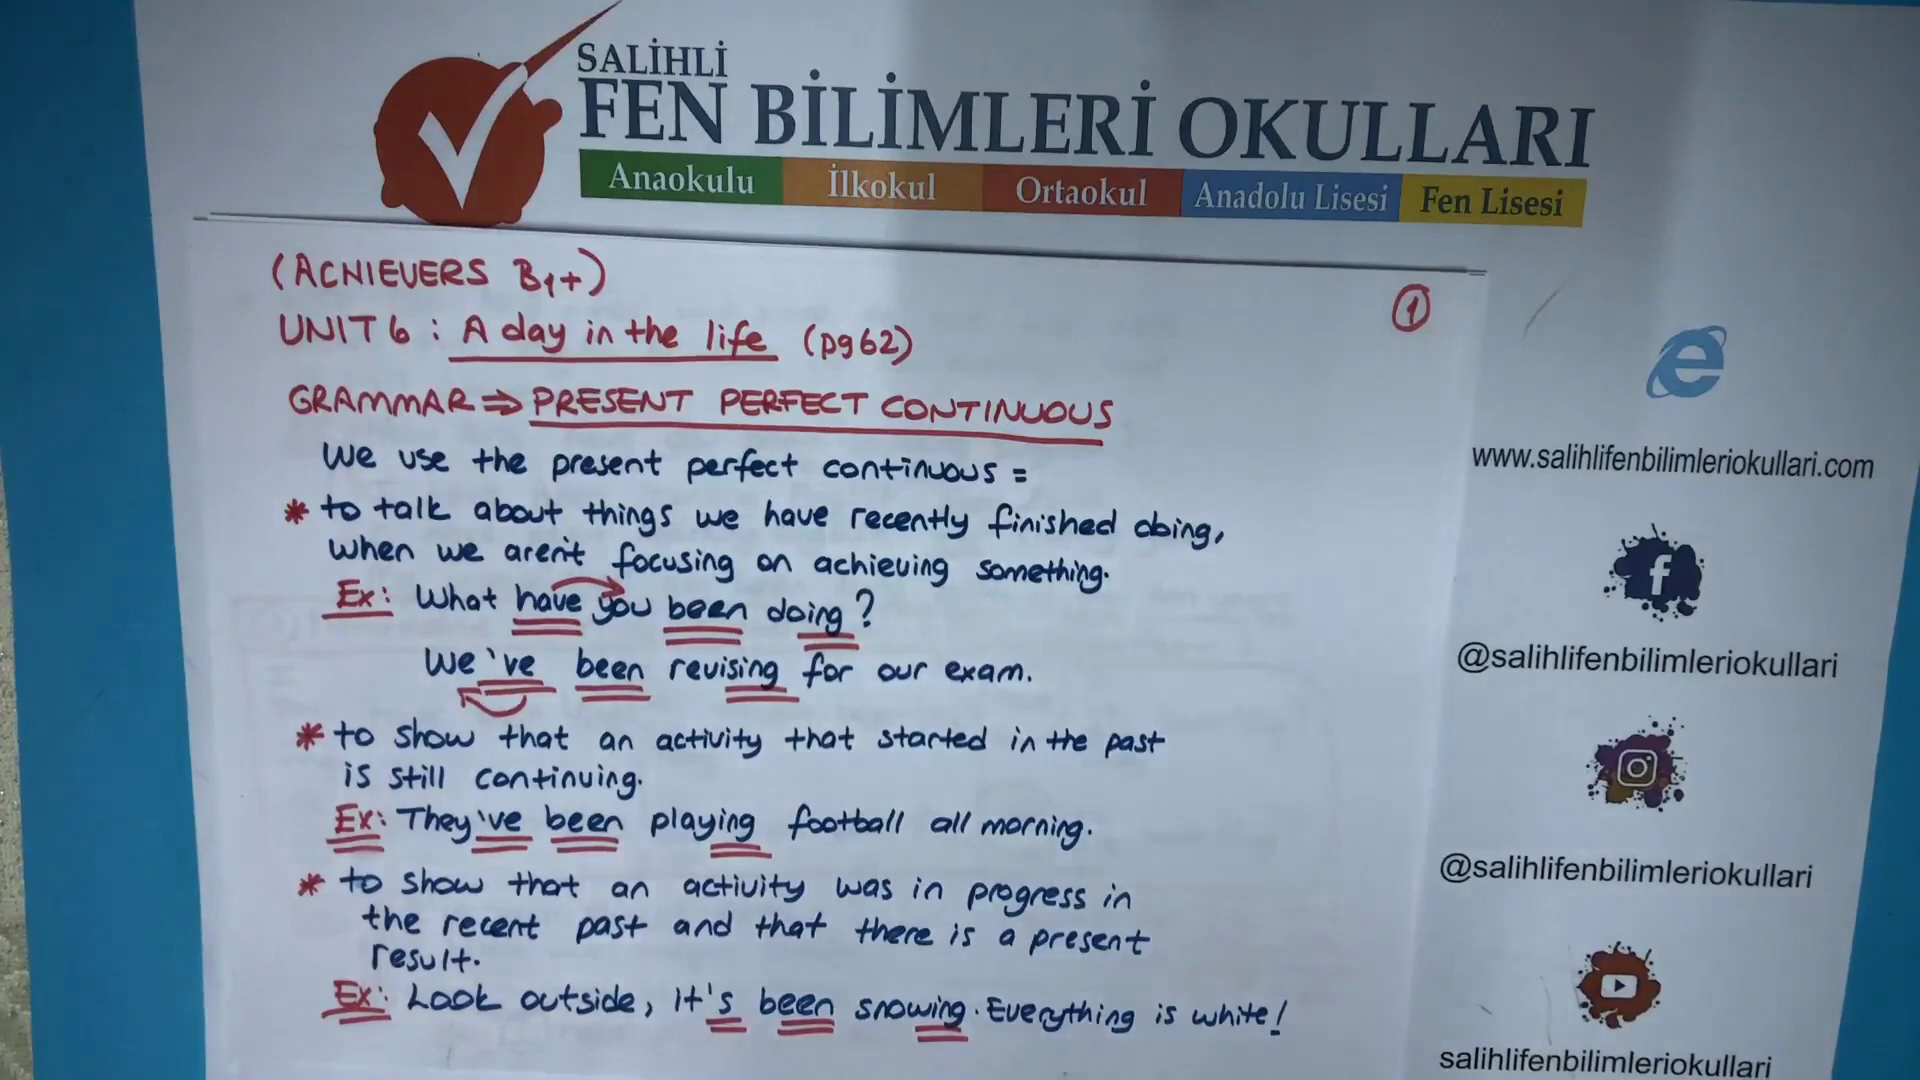 SALİHLİ
FEN BİLİMLERİ OKULLARI
Anaokulu İlkokul Ortaokul Anadolu Lisesi Fen Lisesi
(ACHIEVERS B1+)
1
UNIT 6 : A day in the life (pg 62)
GRAMMAR ⇒ PRESENT PERFECT CONTINUOUS
We use the present perfect continuous =
* to talk about things we have recently finished doing,
when we aren't focusing on achieving something.
Ex: What have you been doing?
We've been revising for our exam.
* to show that an activity that started in the past
is still continuing.
Ex: They've been playing football all morning.
* to show that an activity was in progress in
the recent past and that there is a present
result.
Ex: Look outside, it's been snowing. Everything is white!
www.salihlifenbilimleriokullari.com
@salihlifenbilimleriokullari
@salihlifenbilimleriokullari
salihlifenbilimleriokullari